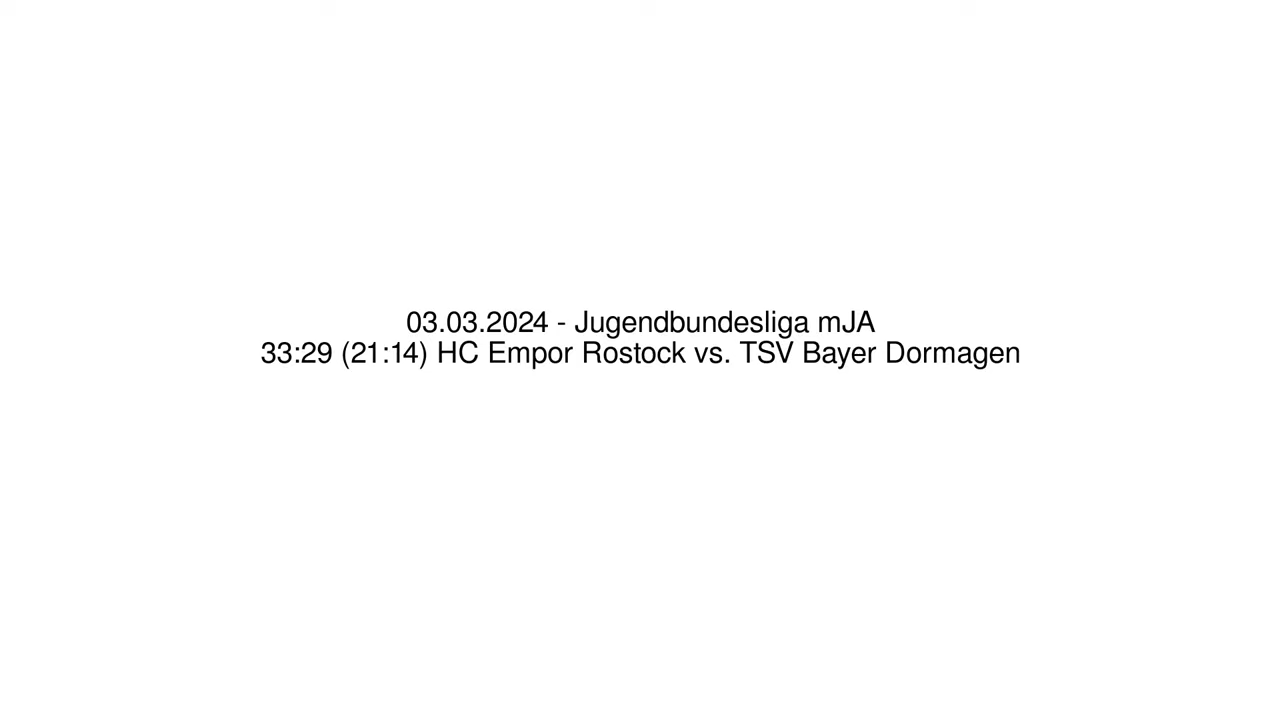 03.03.2024 - Jugendbundesliga mJA
33:29 (21:14) HC Empor Rostock vs. TSV Bayer Dormagen